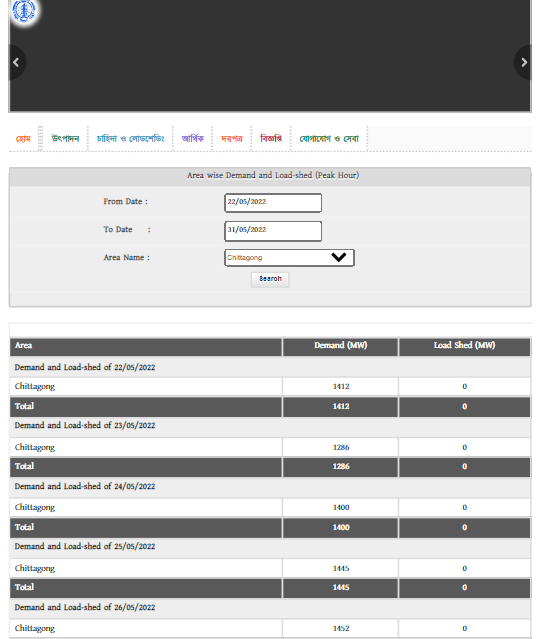 হোম উৎপাদন চাহিদা ও লোডশেডিং আর্থিক দরপত্র বিজ্ঞপ্তি যোগাযোগ ও সেবা
Area wise Demand and Load-shed (Peak Hour)
From Date : 22/05/2022
To Date : 31/05/2022
Area Name : Chittagong
Search
Area Demand (MW) Load Shed (MW)
Demand and Load-shed of 22/05/2022
Chittagong 1412 0
Total 1412 0
Demand and Load-shed of 23/05/2022
Chittagong 1286 0
Total 1286 0
Demand and Load-shed of 24/05/2022
Chittagong 1400 0
Total 1400 0
Demand and Load-shed of 25/05/2022
Chittagong 1445 0
Total 1445 0
Demand and Load-shed of 26/05/2022
Chittagong 1452 0